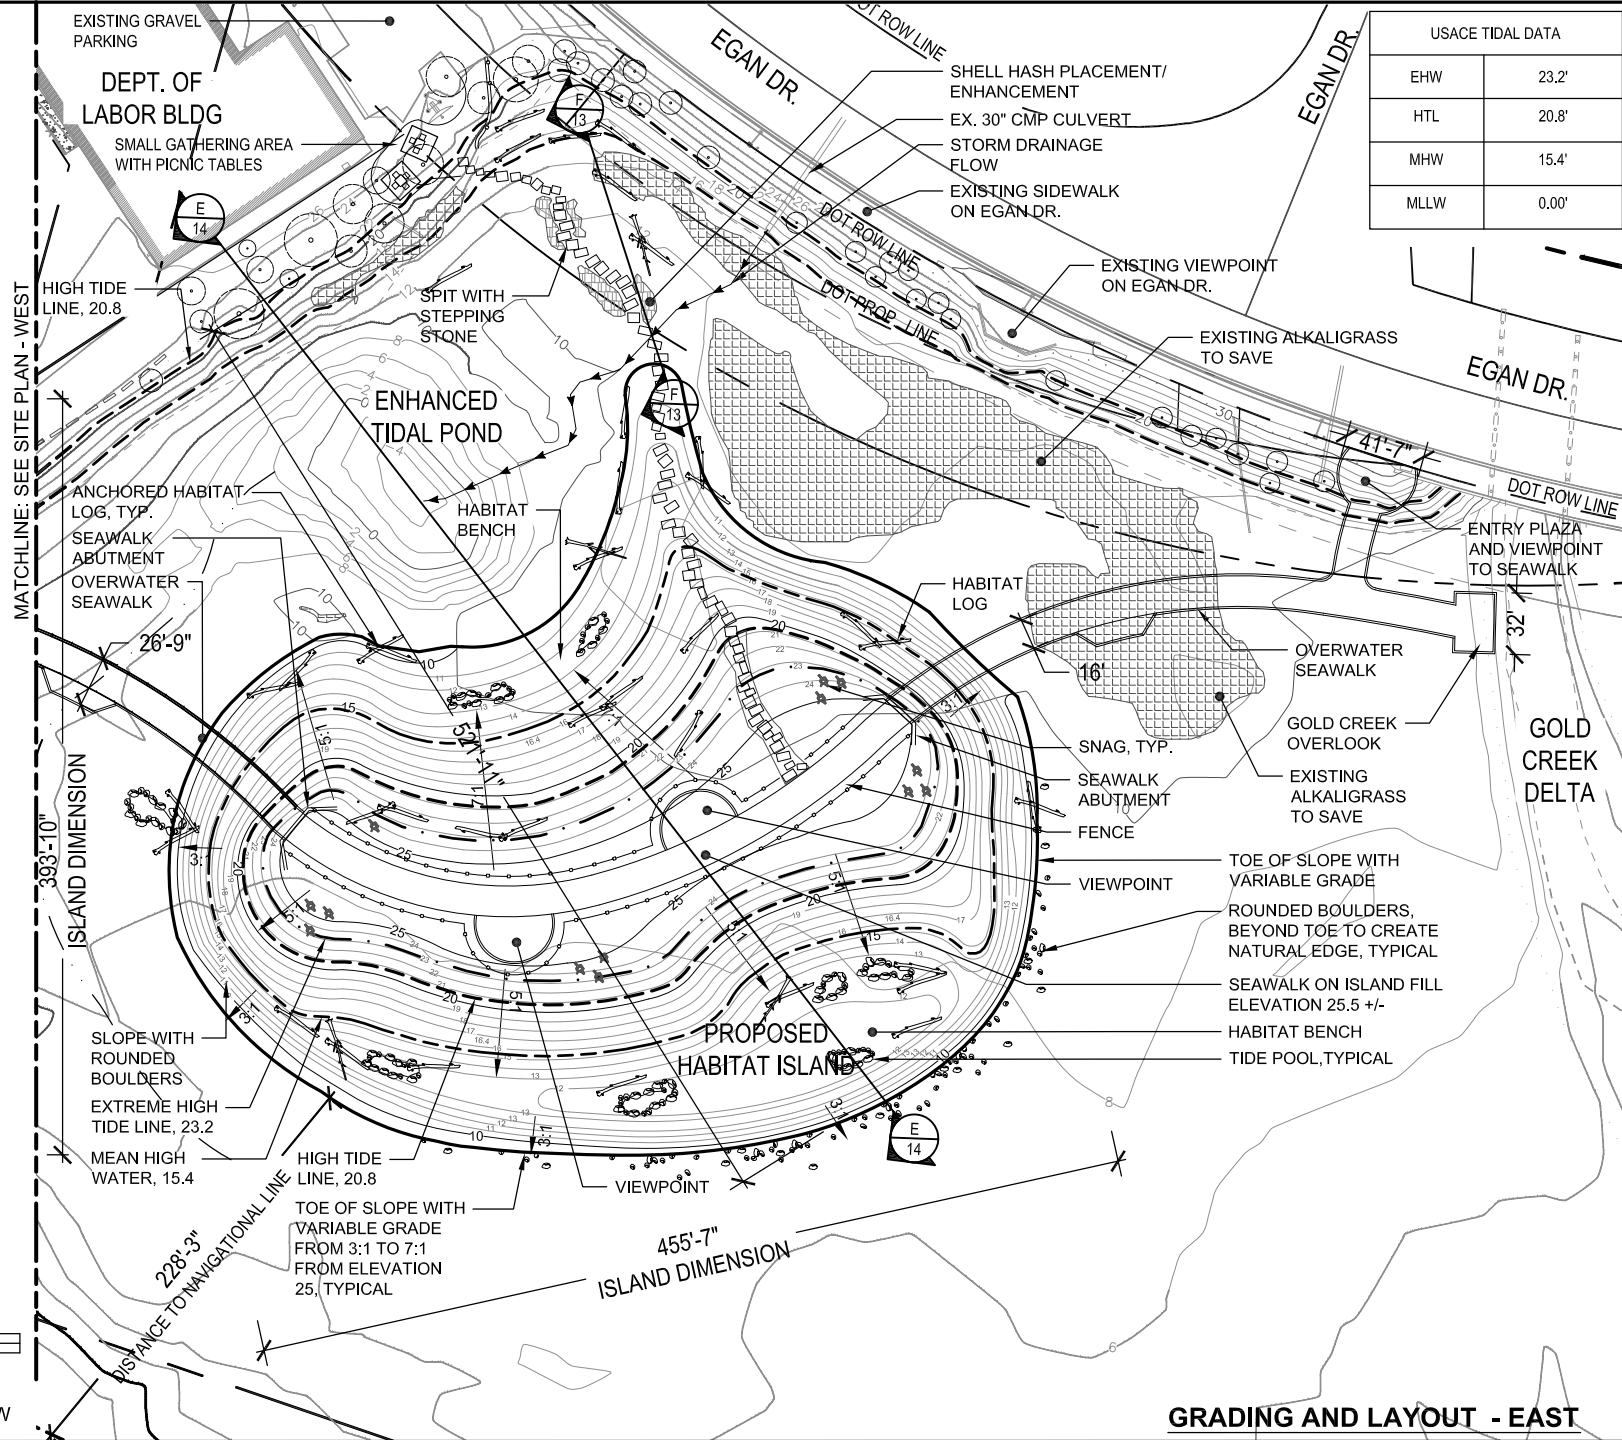 EXISTING GRAVEL
PARKING
DEPT. OF
LABOR BLDG
SMALL GATHERING AREA
WITH PICNIC TABLES
E
14
F
13
DOT ROW LINE
EGAN DR.
EGAN DR.
SHELL HASH PLACEMENT/
ENHANCEMENT
EX. 30" CMP CULVERT
STORM DRAINAGE
FLOW
EXISTING SIDEWALK
ON EGAN DR.
USACE TIDAL DATA
EHW 23.2'
HTL 20.8'
MHW 15.4'
MLLW 0.00'
DOT ROW LINE
DOT PROP. LINE
EXISTING VIEWPOINT
ON EGAN DR.
EXISTING ALKALIGRASS
TO SAVE
EGAN DR.
41'-7"
DOT ROW LINE
MATCHLINE: SEE SITE PLAN - WEST
HIGH TIDE
LINE, 20.8
SPIT WITH
STEPPING
STONE
ENHANCED
TIDAL POND
F
13
ANCHORED HABITAT
LOG, TYP.
SEAWALK
ABUTMENT
OVERWATER
SEAWALK
26'-9"
HABITAT
BENCH
HABITAT
LOG
ENTRY PLAZA
AND VIEWPOINT
TO SEAWALK
32'
16'
OVERWATER
SEAWALK
GOLD CREEK
OVERLOOK
GOLD
CREEK
DELTA
EXISTING
ALKALIGRASS
TO SAVE
SNAG, TYP.
SEAWALK
ABUTMENT
FENCE
VIEWPOINT
521'-11"
393'-10"
ISLAND DIMENSION
TOE OF SLOPE WITH
VARIABLE GRADE
ROUNDED BOULDERS,
BEYOND TOE TO CREATE
NATURAL EDGE, TYPICAL
SEAWALK ON ISLAND FILL
ELEVATION 25.5 +/-
HABITAT BENCH
TIDE POOL,TYPICAL
PROPOSED
HABITAT ISLAND
E
14
SLOPE WITH
ROUNDED
BOULDERS
EXTREME HIGH
TIDE LINE, 23.2
MEAN HIGH
WATER, 15.4
HIGH TIDE
LINE, 20.8
TOE OF SLOPE WITH
VARIABLE GRADE
FROM 3:1 TO 7:1
FROM ELEVATION
25, TYPICAL
VIEWPOINT
228'-3"
DISTANCE TO NAVIGATIONAL LINE
455'-7"
ISLAND DIMENSION
GRADING AND LAYOUT - EAST